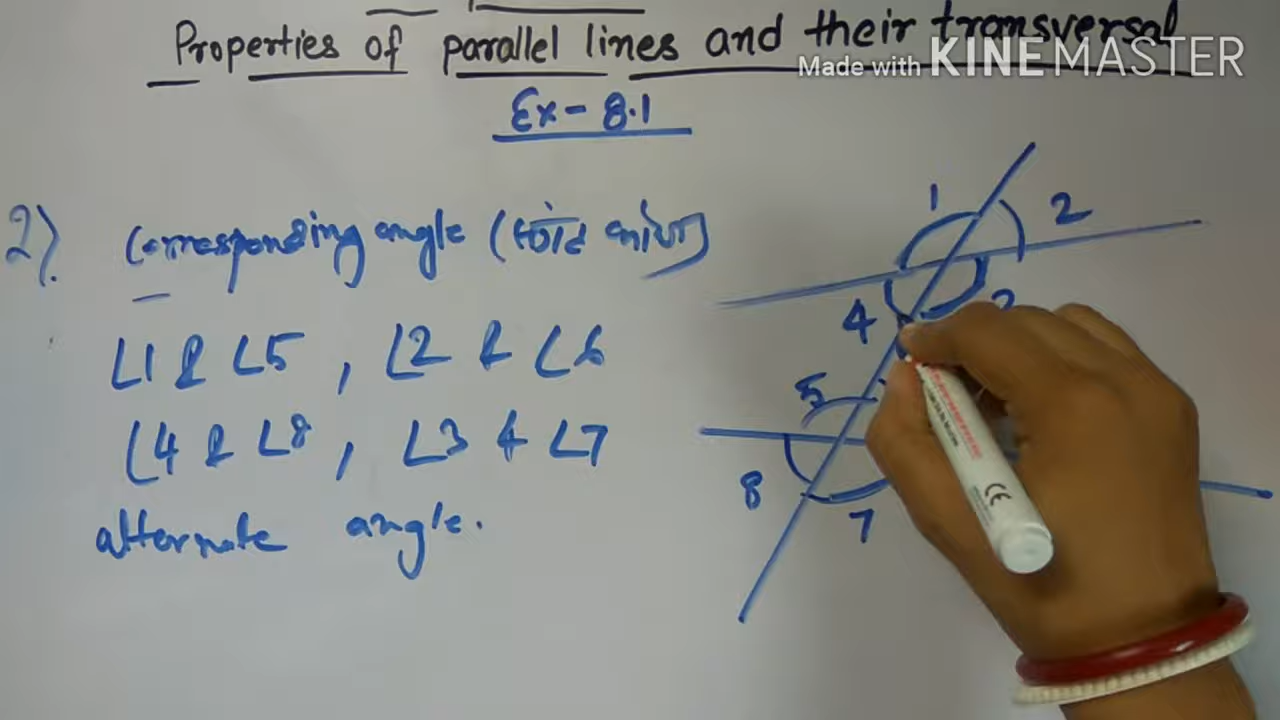 Properties of parallel lines and their transversal
Made with KINEMASTER
Ex - 8.1
2). Corresponding angle (
∠1 & ∠5 , ∠2 & ∠6
∠4 & ∠8 , ∠3 & ∠7
alternate angle.
1
2
4
5
8
7
CE